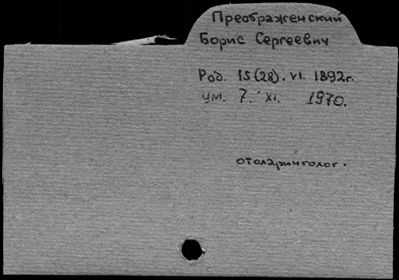 Преображенский
Борис Сергеевич
Род. 15(28). VI. 1892г.
ум. 7. XI. 1970.
отоларинголог.